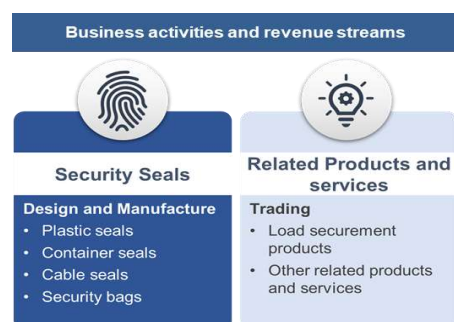 Business activities and revenue streams
Security Seals
Design and Manufacture
• Plastic seals
• Container seals
• Cable seals
• Security bags
Related Products and
services
Trading
• Load securement
products
• Other related products
and services